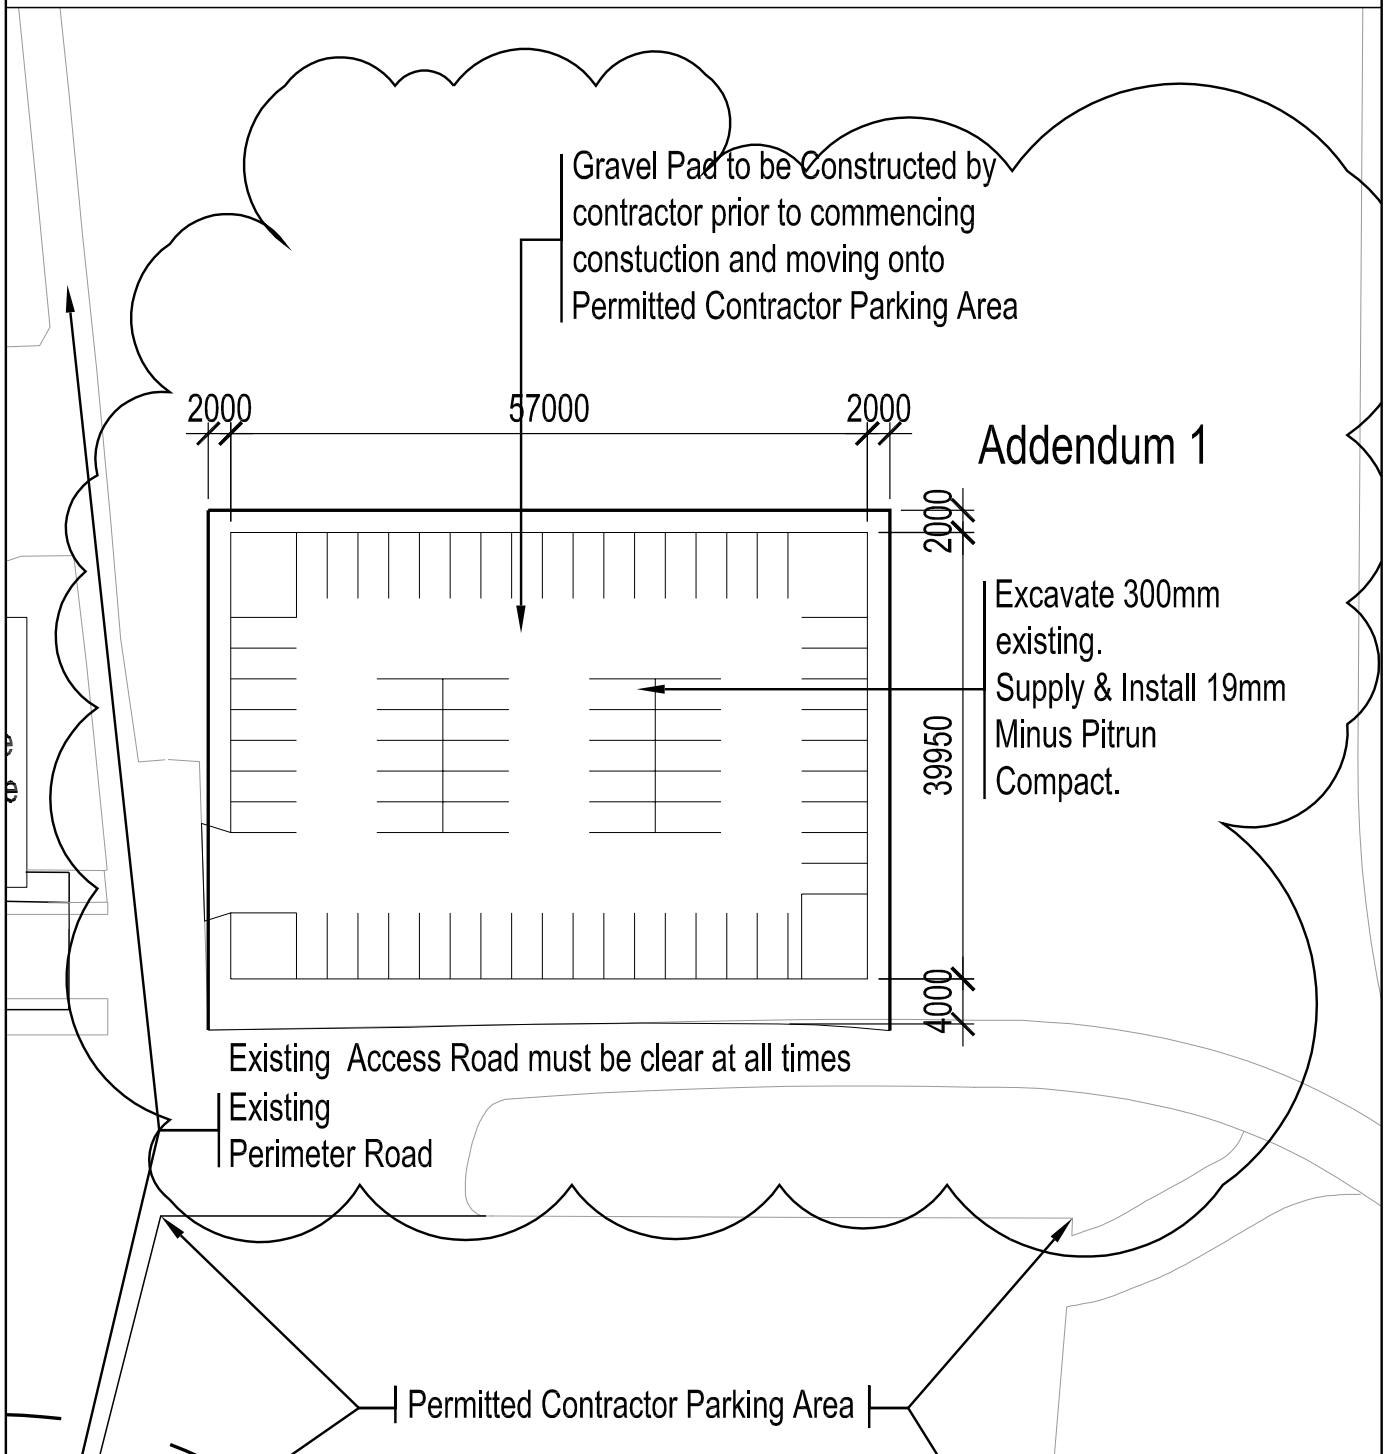 Gravel Pad to be Constructed by
contractor prior to commencing
constuction and moving onto
Permitted Contractor Parking Area
2000
57000
2000
Addendum 1
2000
Excavate 300mm
existing.
Supply & Install 19mm
Minus Pitrun
Compact.
39950
4000
Existing Access Road must be clear at all times
Existing
Perimeter Road
Permitted Contractor Parking Area